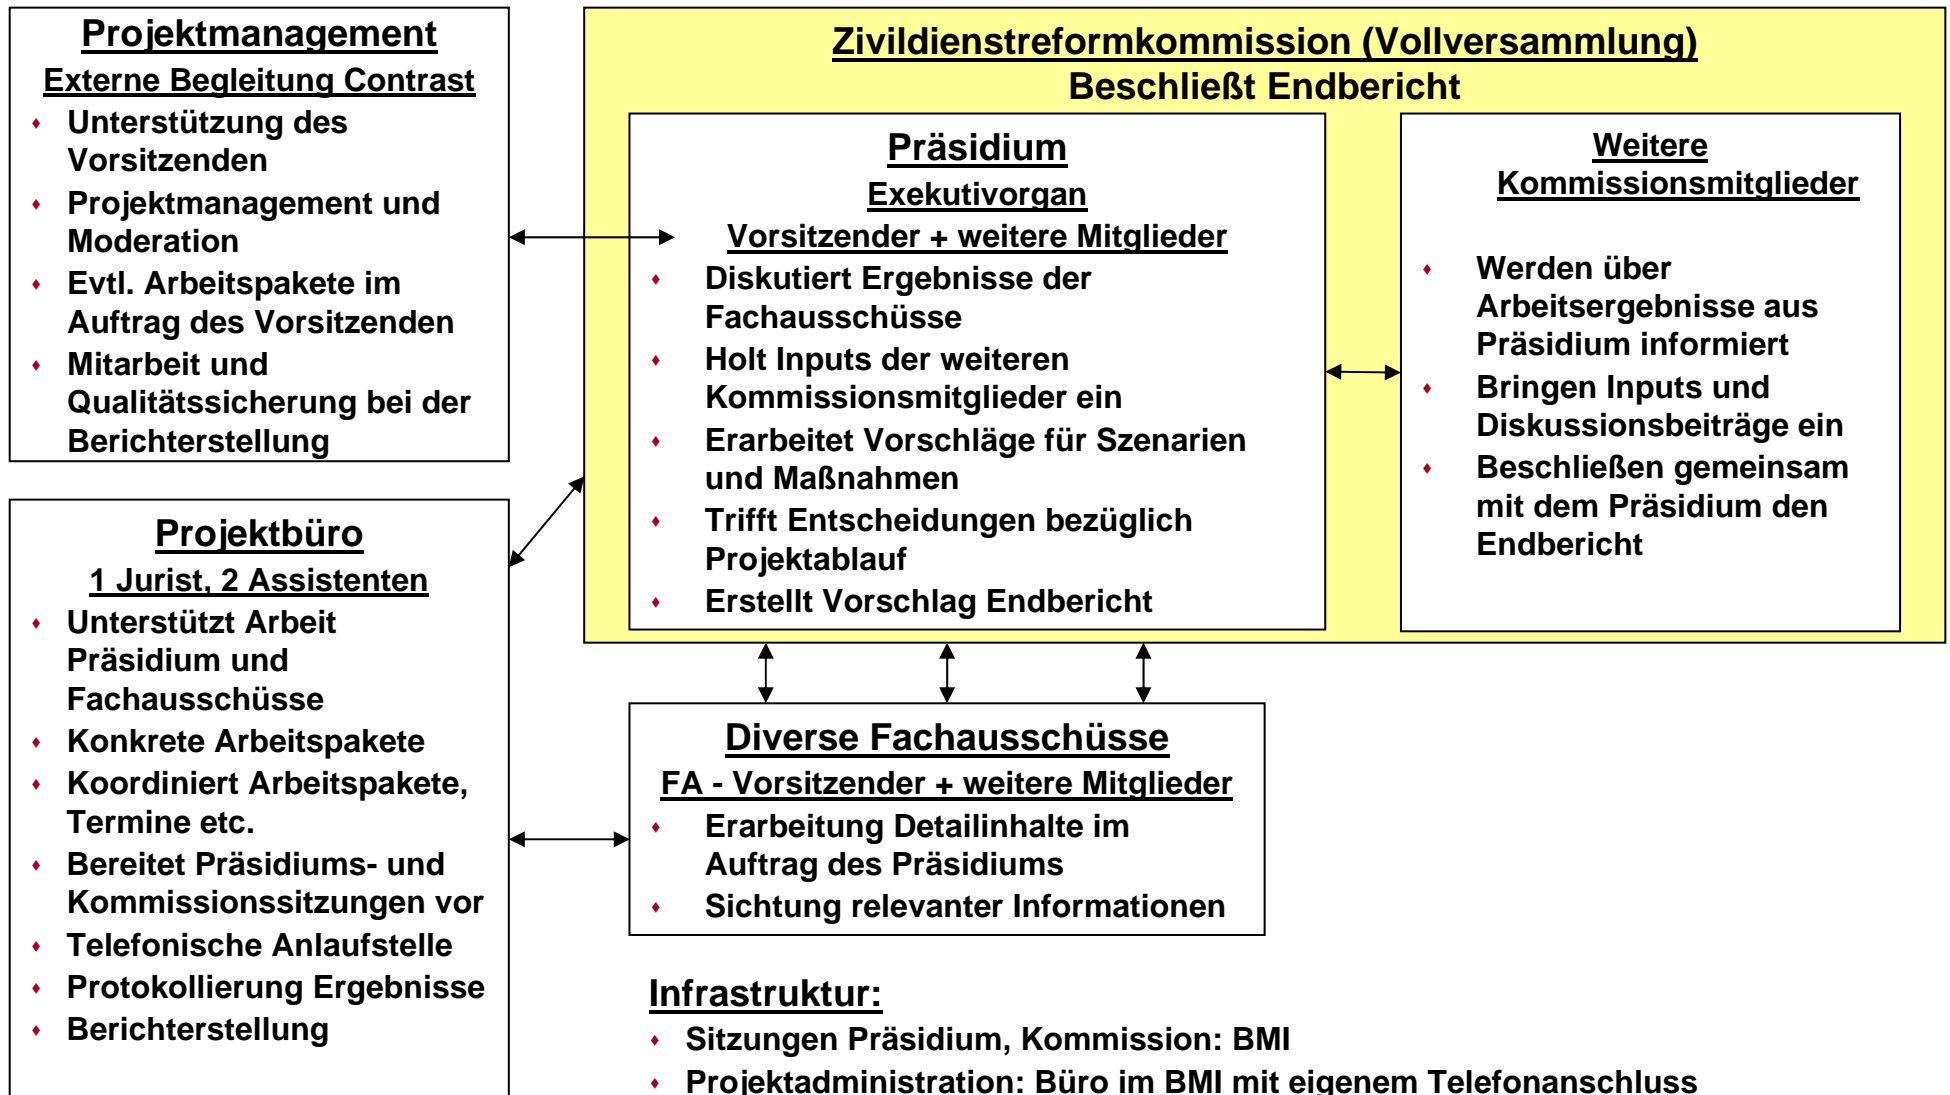 Projektmanagement
Externe Begleitung Contrast
Unterstützung des
Vorsitzenden
Projektmanagement und
Moderation
Evtl. Arbeitspakete im
Auftrag des Vorsitzenden
Mitarbeit und
Qualitätssicherung bei der
Berichterstellung
Projektbüro
1 Jurist, 2 Assistenten
Unterstützt Arbeit
Präsidium und
Fachausschüsse
Konkrete Arbeitspakete
Koordiniert Arbeitspakete,
Termine etc.
Bereitet Präsidiums- und
Kommissionssitzungen vor
Telefonische Anlaufstelle
Protokollierung Ergebnisse
Berichterstellung
Zivildienstreformkommission (Vollversammlung)
Beschließt Endbericht
Präsidium
Exekutivorgan
Vorsitzender + weitere Mitglieder
Diskutiert Ergebnisse der
Fachausschüsse
Holt Inputs der weiteren
Kommissionsmitglieder ein
Erarbeitet Vorschläge für Szenarien
und Maßnahmen
Trifft Entscheidungen bezüglich
Projektablauf
Erstellt Vorschlag Endbericht
Weitere
Kommissionsmitglieder
Werden über
Arbeitsergebnisse aus
Präsidium informiert
Bringen Inputs und
Diskussionsbeiträge ein
Beschließen gemeinsam
mit dem Präsidium den
Endbericht
Diverse Fachausschüsse
FA - Vorsitzender + weitere Mitglieder
Erarbeitung Detailinhalte im
Auftrag des Präsidiums
Sichtung relevanter Informationen
Infrastruktur:
Sitzungen Präsidium, Kommission: BMI
Projektadministration: Büro im BMI mit eigenem Telefonanschluss